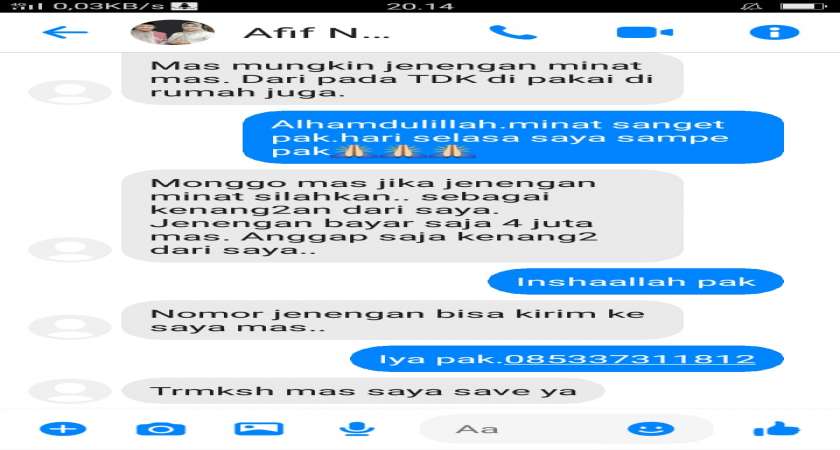 0,03KB/s
20.14
Afif N...
Mas mungkin jenengan minat
mas. Dari pada TDK di pakai di
rumah juga.
Alhamdulillah.minat sanget
pak.hari selasa saya sampe
pak🙏🙏🙏
Monggo mas jika jenengan
minat silahkan.. sebagai
kenang2an dari saya.
Jenengan bayar saja 4 juta
mas. Anggap saja kenang2
dari saya..
Inshaallah pak
Nomor jenengan bisa kirim ke
saya mas..
Iya pak.085337311812
Trmksh mas saya save ya
Aa